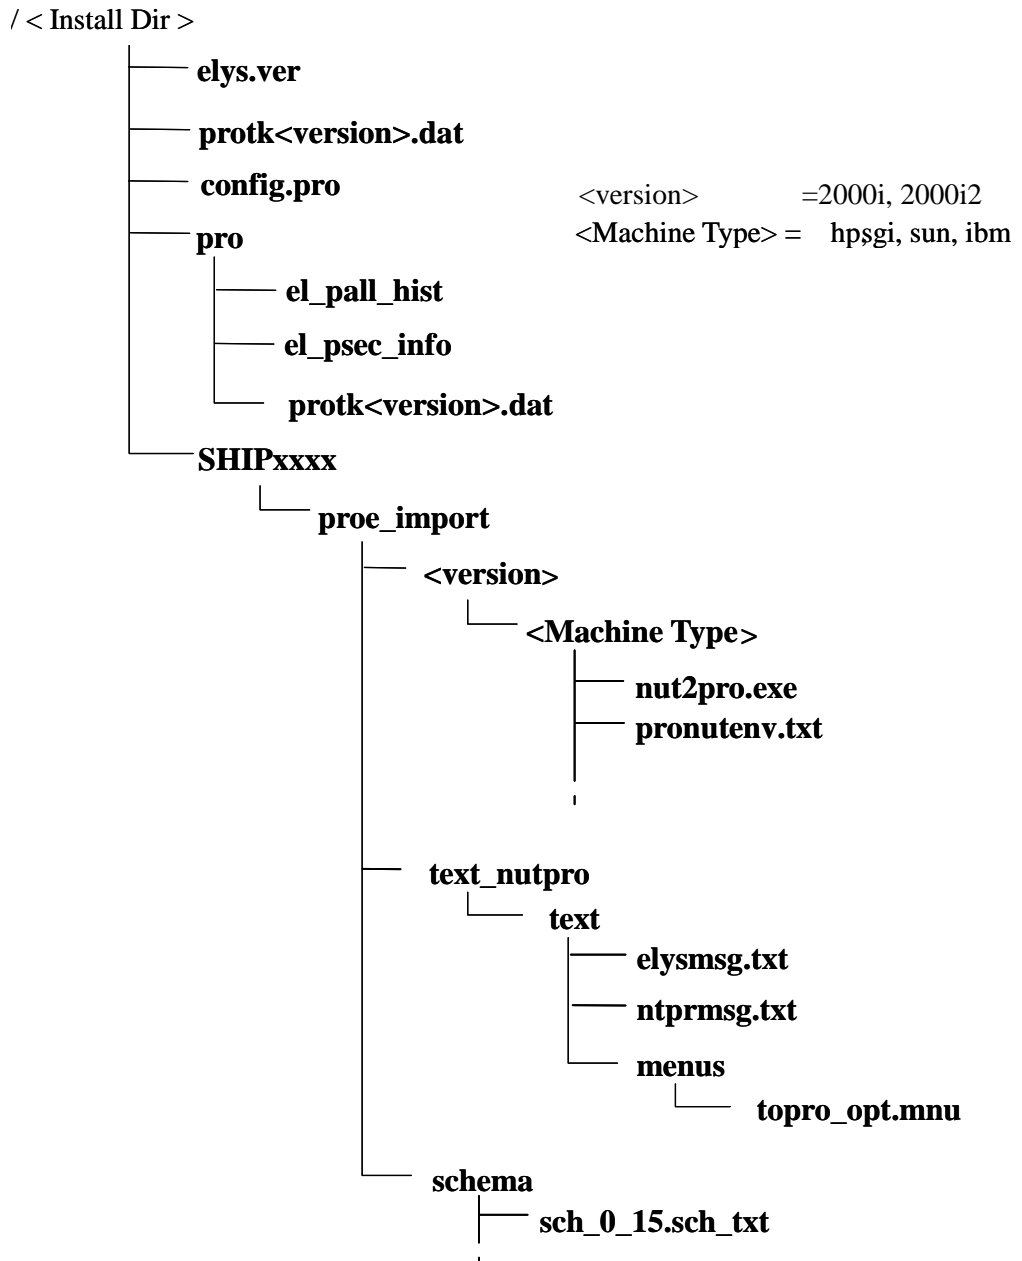 / < Install Dir >
elys.ver
protk<version>.dat
config.pro
<version> =2000i, 2000i2
pro
<Machine Type> = hpsgi, sun, ibm
el_pall_hist
el_psec_info
protk<version>.dat
SHIPxxxx
proe_import
<version>
<Machine Type>
nut2pro.exe
pronutenv.txt
text_nutpro
text
elysmsg.txt
ntprmsg.txt
menus
topro_opt.mnu
schema
sch_0_15.sch_txt